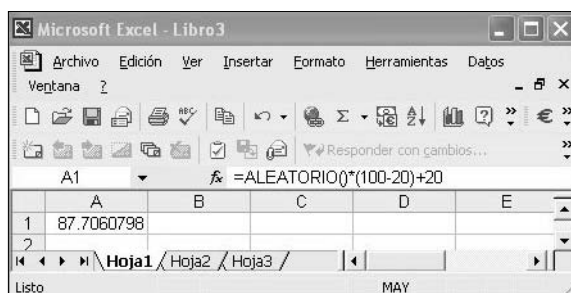 Microsoft Excel - Libro3
Archivo Edición Ver Insertar Formato Herramientas Datos
Ventana ?
Responder con cambios...
A1 fx =ALEATORIO()*(100-20)+20
A B C D E
1 87.7060798
2
Hoja1 / Hoja2 / Hoja3 /
Listo MAY